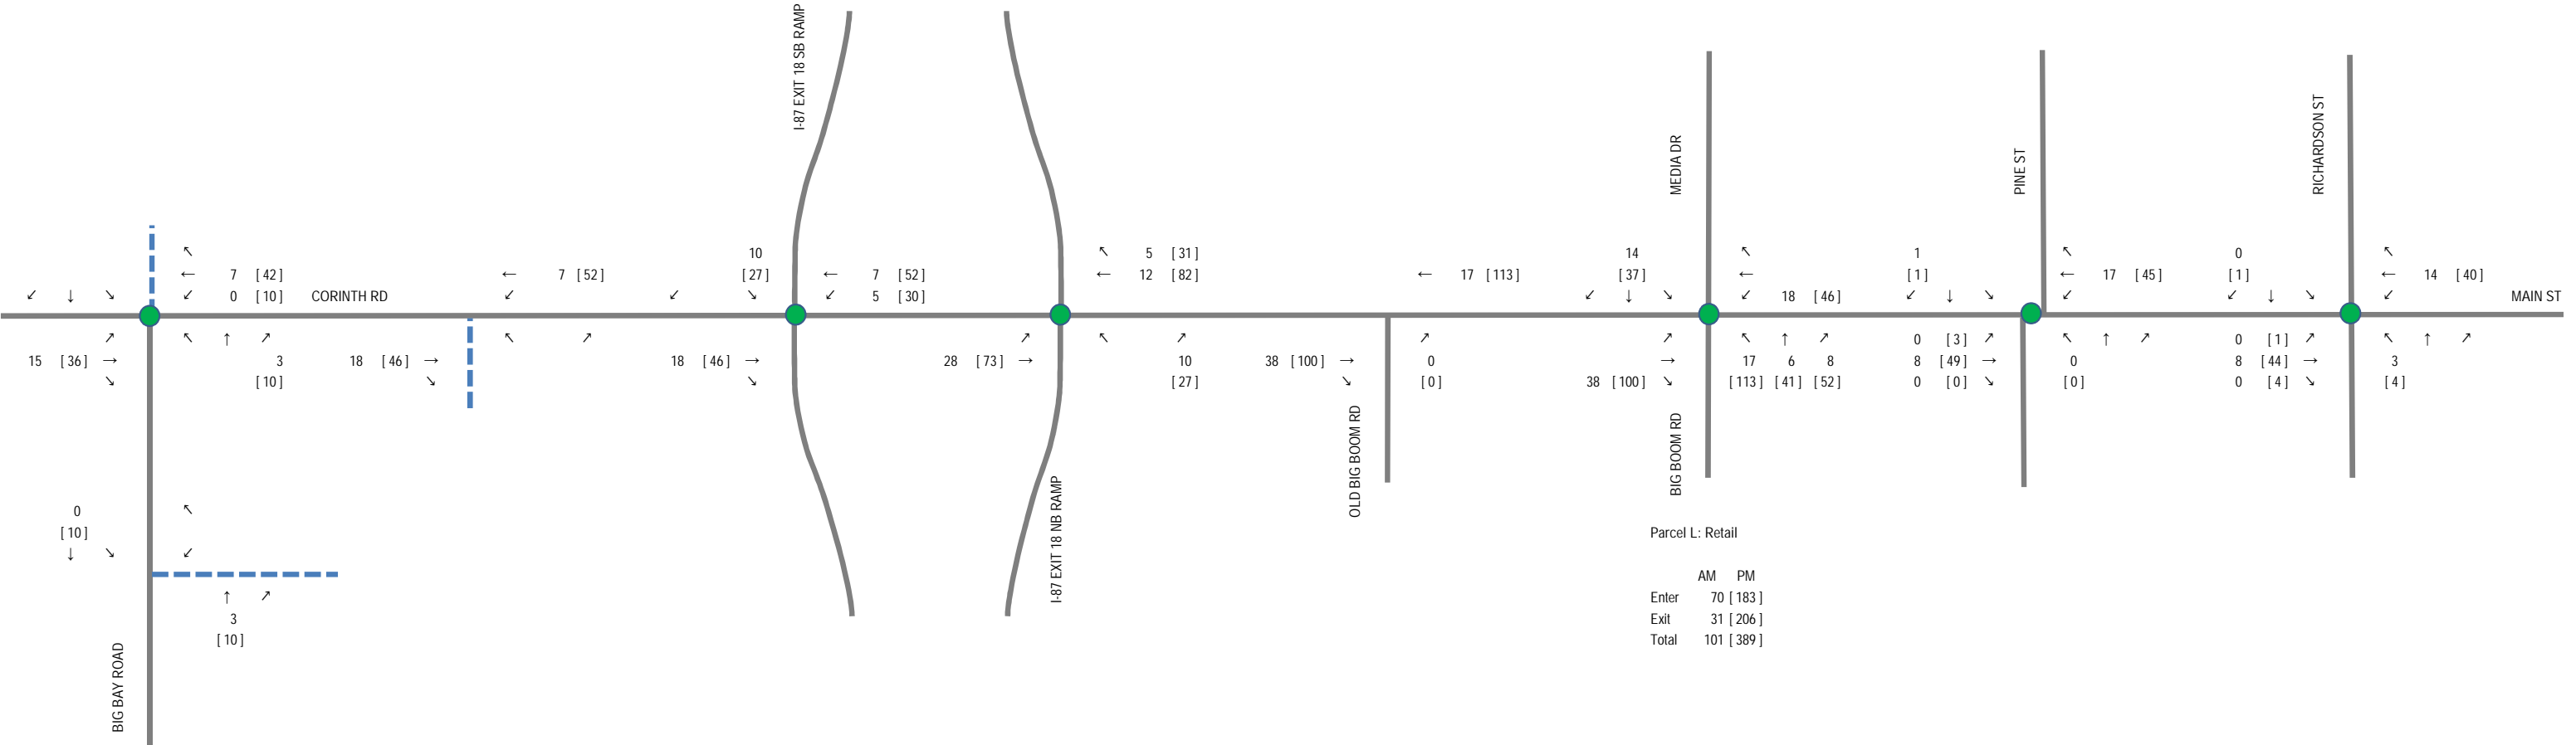 I-87 EXIT 18 SB RAMP
MEDIA DR
PINE ST
RICHARDSON ST
↖
← 7 [ 42 ]
↙ ↓ ↘ ↙ 0 [ 10 ] CORINTH RD
← 7 [ 52 ]
↙
10
[ 27 ]
↙ ↘
← 7 [ 52 ]
↙ 5 [ 30 ]
↖ 5 [ 31 ]
← 12 [ 82 ]
← 17 [ 113 ]
14
[ 37 ]
↙ ↓ ↘
↖
←
↙ 18 [ 46 ]
1
[ 1 ]
↙ ↓ ↘
↖
← 17 [ 45 ]
↙
0
[ 1 ]
↙ ↓ ↘
↖
← 14 [ 40 ]
↙ MAIN ST
↗
15 [ 36 ] →
↘
↖ ↑ ↗
3
[ 10 ]
18 [ 46 ] →
↘
↖ ↗
18 [ 46 ] →
↘
↗
28 [ 73 ] →
↖ ↗
10
[ 27 ]
38 [ 100 ] →
↘
↗
0
[ 0 ]
↗
→
38 [ 100 ] ↘
↖ ↑ ↗
17 6 8
[ 113 ] [ 41 ] [ 52 ]
0 [ 3 ] ↗
8 [ 49 ] →
0 [ 0 ] ↘
↖ ↑ ↗
0
[ 0 ]
0 [ 1 ] ↗
8 [ 44 ] →
0 [ 4 ] ↘
↖ ↑ ↗
3
[ 4 ]
OLD BIG BOOM RD
BIG BOOM RD
I-87 EXIT 18 NB RAMP
0 ↖
[ 10 ]
↓ ↘ ↙
↑ ↗
3
[ 10 ]
BIG BAY ROAD
Parcel L: Retail
AM PM
Enter 70 [ 183 ]
Exit 31 [ 206 ]
Total 101 [ 389 ]